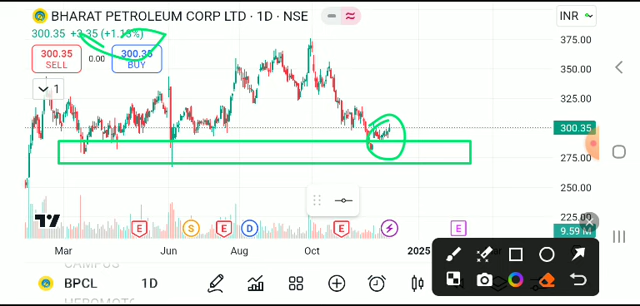 BHARAT PETROLEUM CORP LTD · 1D · NSE
INR
300.35 +3.35 (+1.13%)
300.35 0.00 300.35
SELL BUY
1
375.00
350.00
325.00
300.35
275.00
250.00
225.00
9.59 M
E S E D E E
Mar Jun Aug Oct 2025
BPCL 1D